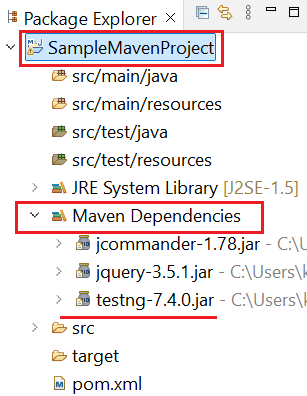 Package Explorer
SampleMavenProject
src/main/java
src/main/resources
src/test/java
src/test/resources
JRE System Library [J2SE-1.5]
Maven Dependencies
jcommander-1.78.jar - C:\U
jquery-3.5.1.jar - C:\Users\k
testng-7.4.0.jar - C:\Users\k
src
target
pom.xml